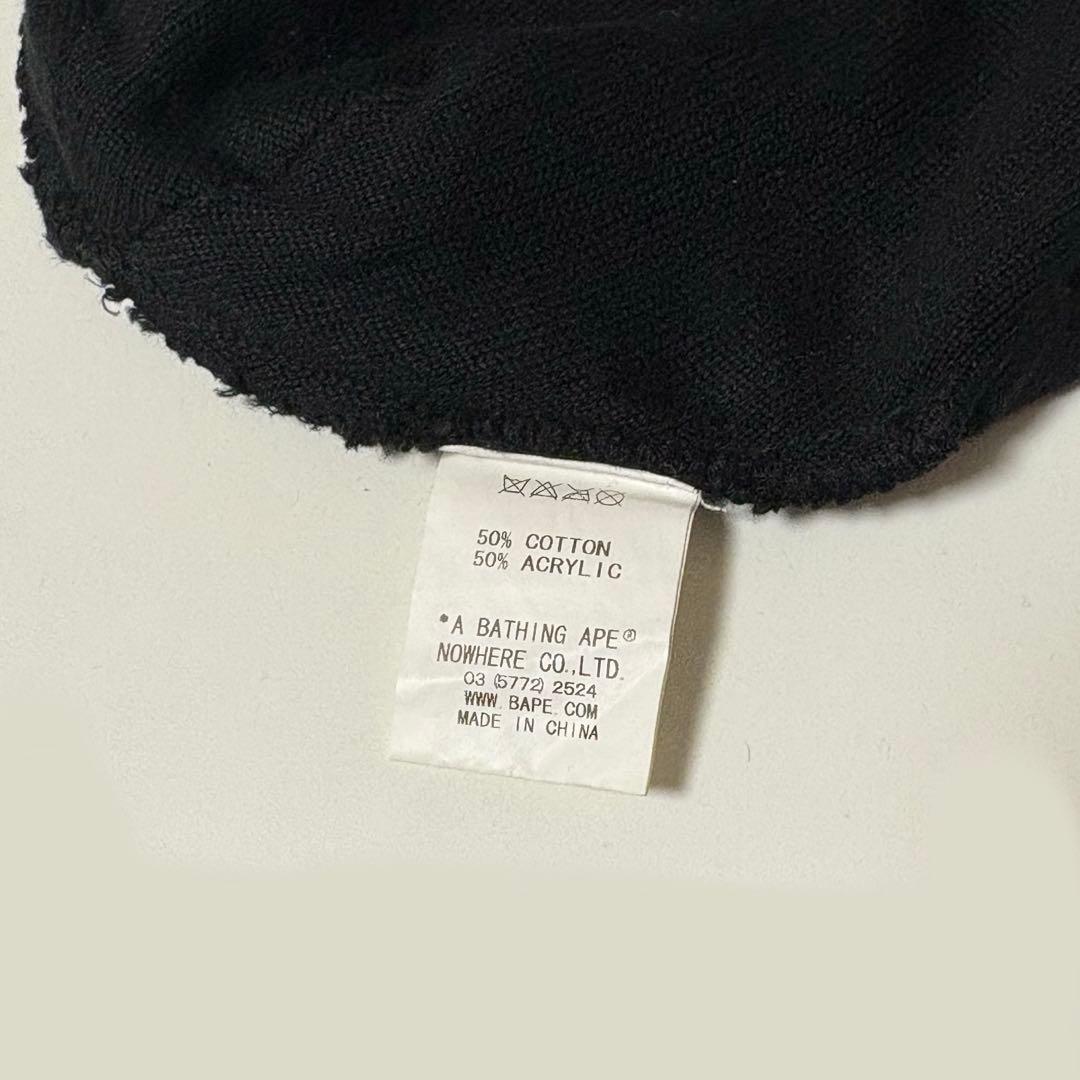 50% COTTON
50% ACRYLIC
*A BATHING APE®
NOWHERE CO.,LTD.
03 (5772) 2524
WWW.BAPE.COM
MADE IN CHINA